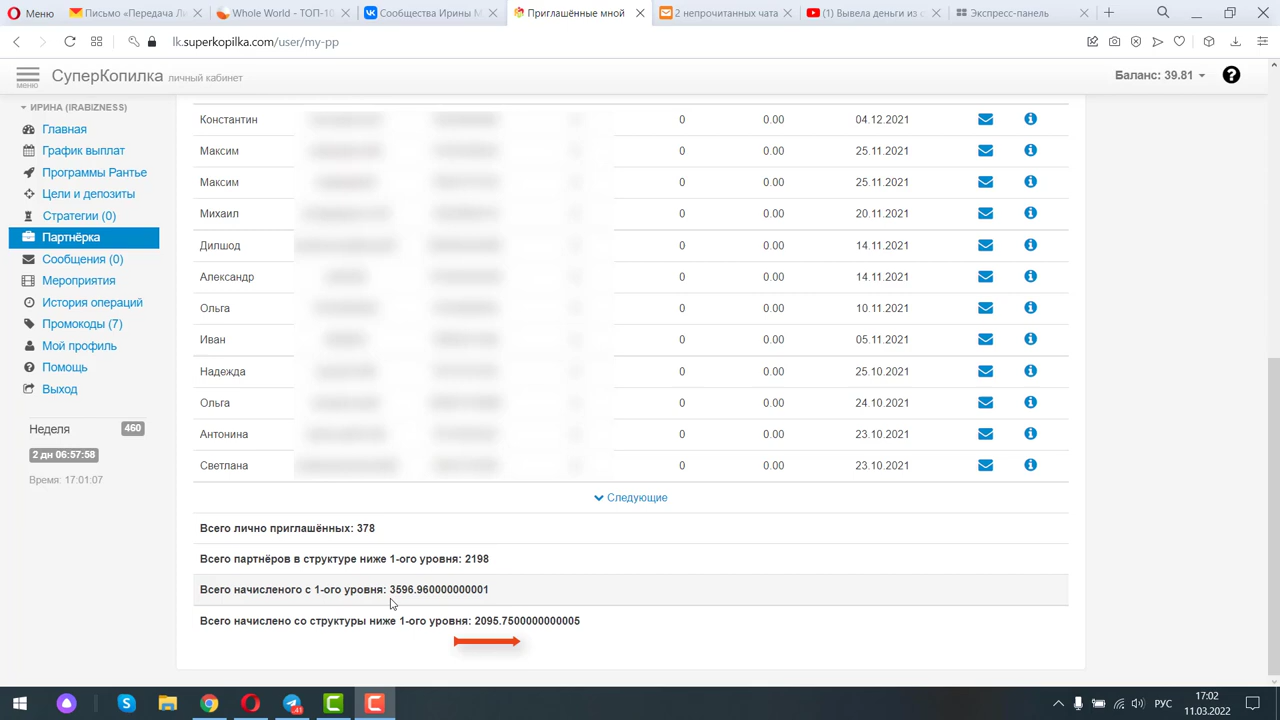 Меню
Письмо «Передача Ли
Whole World - ТОП-10
Сообщества Ирины М
Приглашённые мной
2 непрочитанных чата
(1) Вывела деньги из с
Экспресс-панель
lk.superkopilka.com/user/my-pp
меню
СуперКопилка личный кабинет
Баланс: 39.81
ИРИНА (IRABIZNESS)
Главная
График выплат
Программы Рантье
Цели и депозиты
Стратегии (0)
Партнёрка
Сообщения (0)
Мероприятия
История операций
Промокоды (7)
Мой профиль
Помощь
Выход
Неделя 460
2 дн 06:57:58
Время: 17:01:07
Константин 0 0.00 04.12.2021
Максим 0 0.00 25.11.2021
Максим 0 0.00 25.11.2021
Михаил 0 0.00 20.11.2021
Дилшод 0 0.00 14.11.2021
Александр 0 0.00 14.11.2021
Ольга 0 0.00 10.11.2021
Иван 0 0.00 05.11.2021
Надежда 0 0.00 25.10.2021
Ольга 0 0.00 24.10.2021
Антонина 0 0.00 23.10.2021
Светлана 0 0.00 23.10.2021
Следующие
Всего лично приглашённых: 378
Всего партнёров в структуре ниже 1-ого уровня: 2198
Всего начисленого с 1-ого уровня: 3596.960000000001
Всего начислено со структуры ниже 1-ого уровня: 2095.7500000000005
41
РУС
17:02
11.03.2022